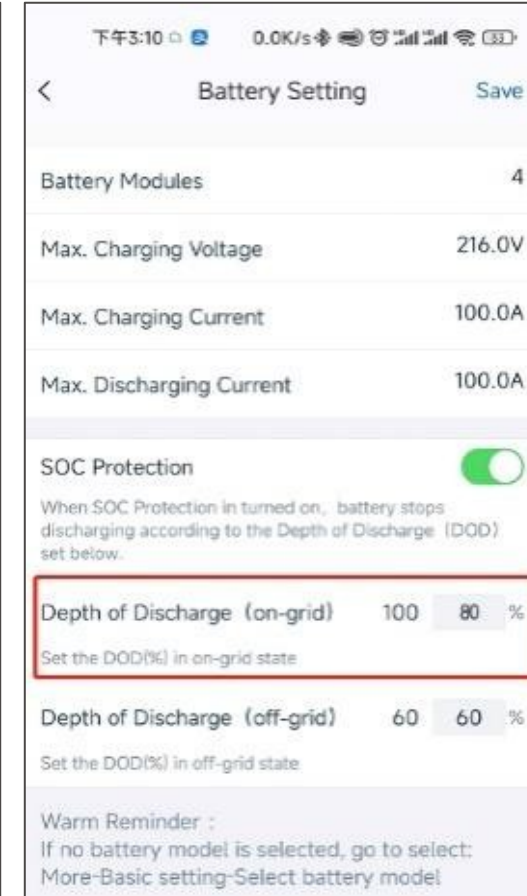 下午3:10 0.0K/s 33
Battery Setting Save
Battery Modules 4
Max. Charging Voltage 216.0V
Max. Charging Current 100.0A
Max. Discharging Current 100.0A
SOC Protection
When SOC Protection in turned on, battery stops
discharging according to the Depth of Discharge (DOD)
set below.
Depth of Discharge (on-grid) 100 80 %
Set the DOD(%) in on-grid state
Depth of Discharge (off-grid) 60 60 %
Set the DOD(%) in off-grid state
Warm Reminder :
If no battery model is selected, go to select:
More-Basic setting-Select battery model